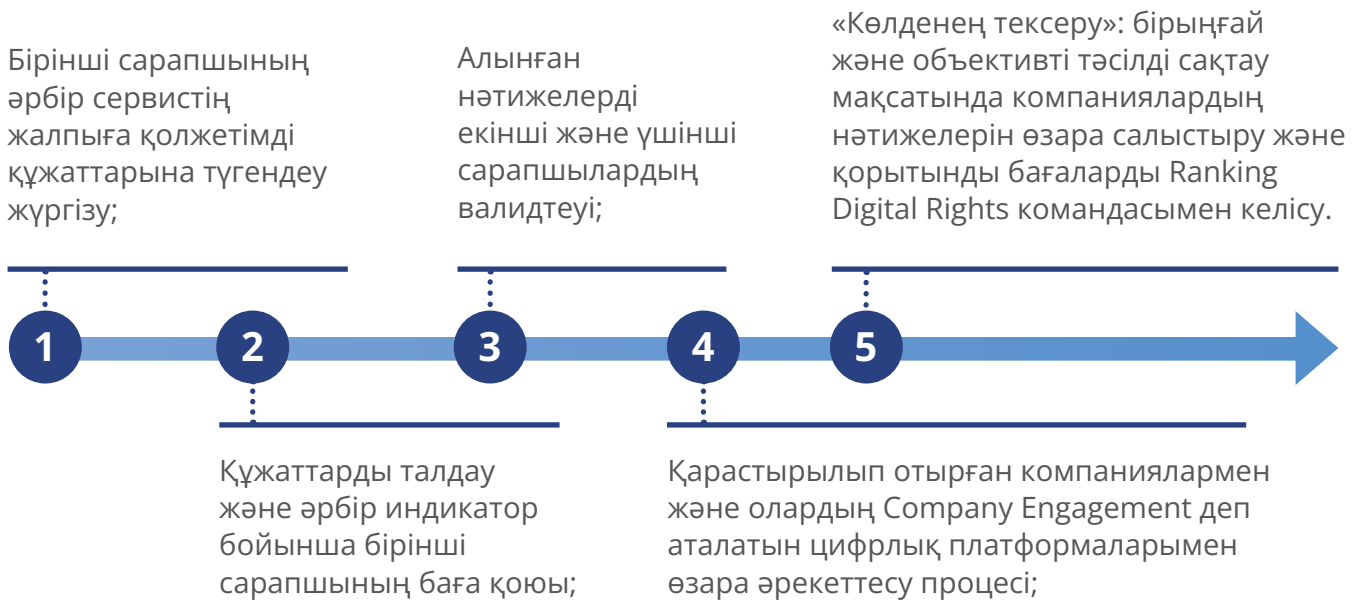 Бірінші сарапшының
әрбір сервистің
жалпыға қолжетімді
құжаттарына түгендеу
жүргізу;
Алынған
нәтижелерді
екінші және үшінші
сарапшылардың
валидтеуі;
«Көлденең тексеру»: бірыңғай
және объективті тәсілді сақтау
мақсатында компаниялардың
нәтижелерін өзара салыстыру және
қорытынды бағаларды Ranking
Digital Rights командасымен келісу.
1
2
3
4
5
Құжаттарды талдау
және әрбір индикатор
бойынша бірінші
сарапшының баға қоюы;
Қарастырылып отырған компаниялармен
және олардың Company Engagement деп
аталатын цифрлық платформаларымен
өзара әрекеттесу процесі;